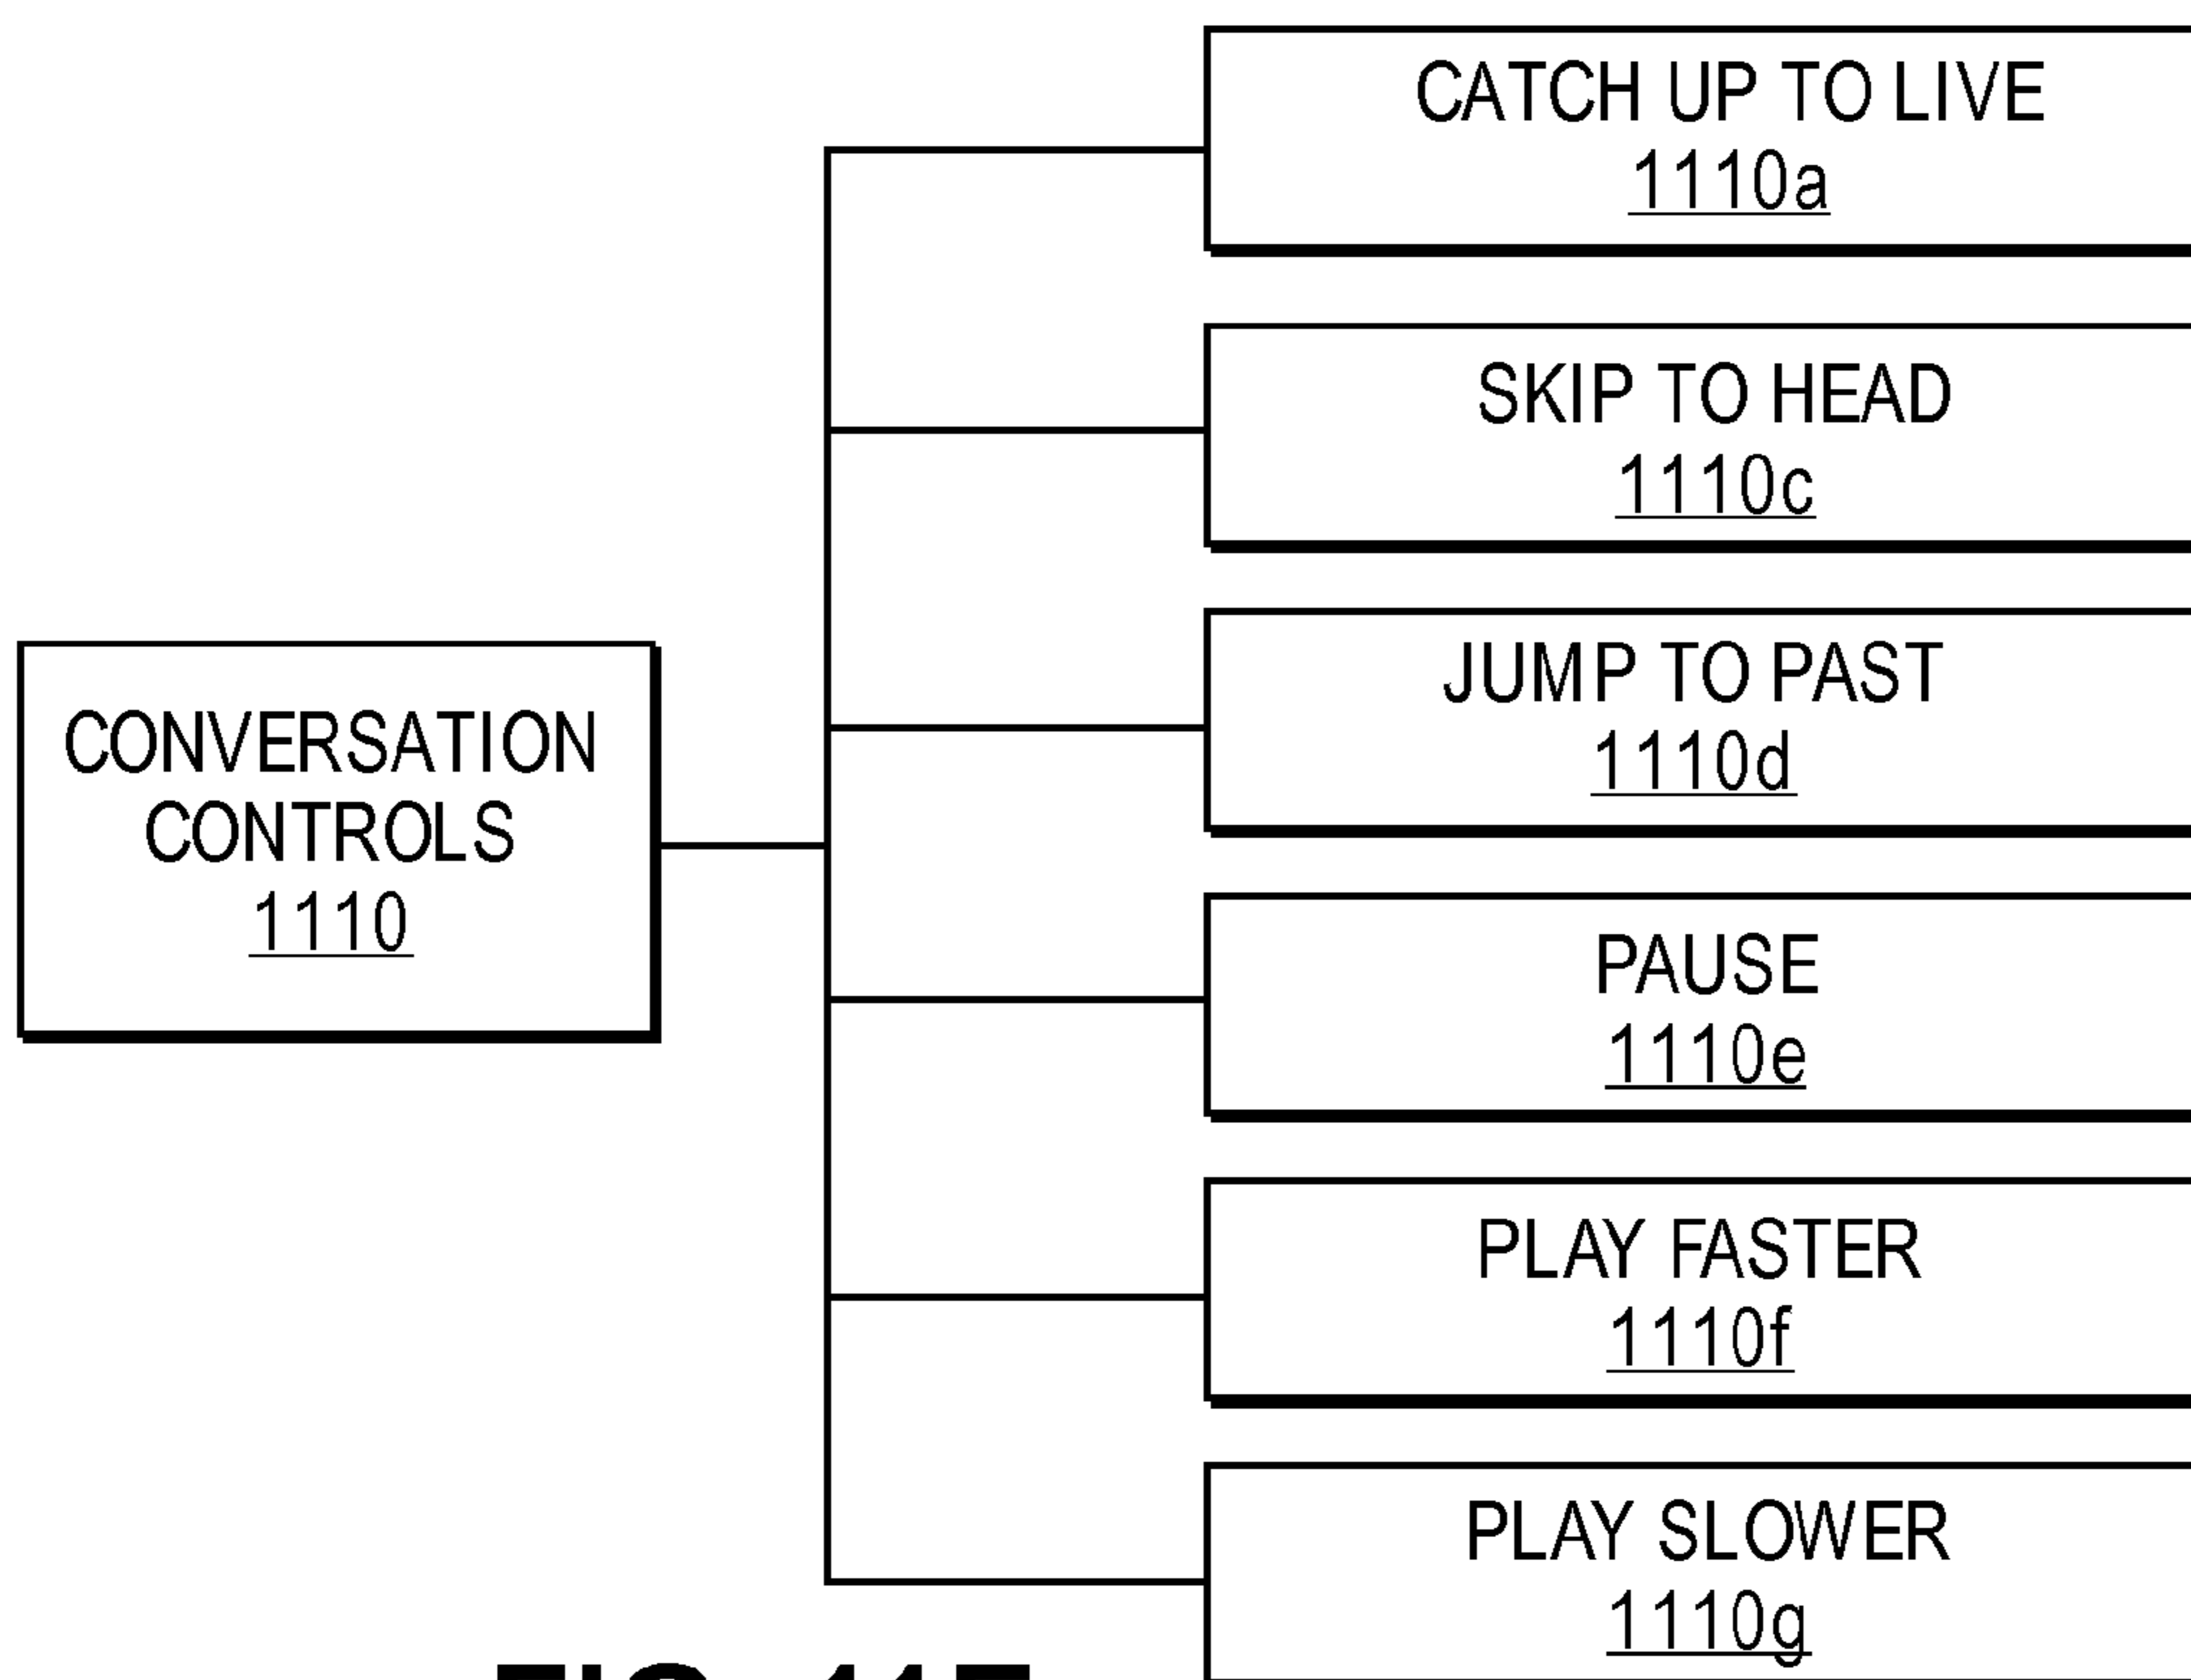 CATCH UP TO LIVE
1110a
SKIP TO HEAD
1110c
JUMP TO PAST
1110d
CONVERSATION
CONTROLS
1110
PAUSE
1110e
PLAY FASTER
1110f
PLAY SLOWER
1110g